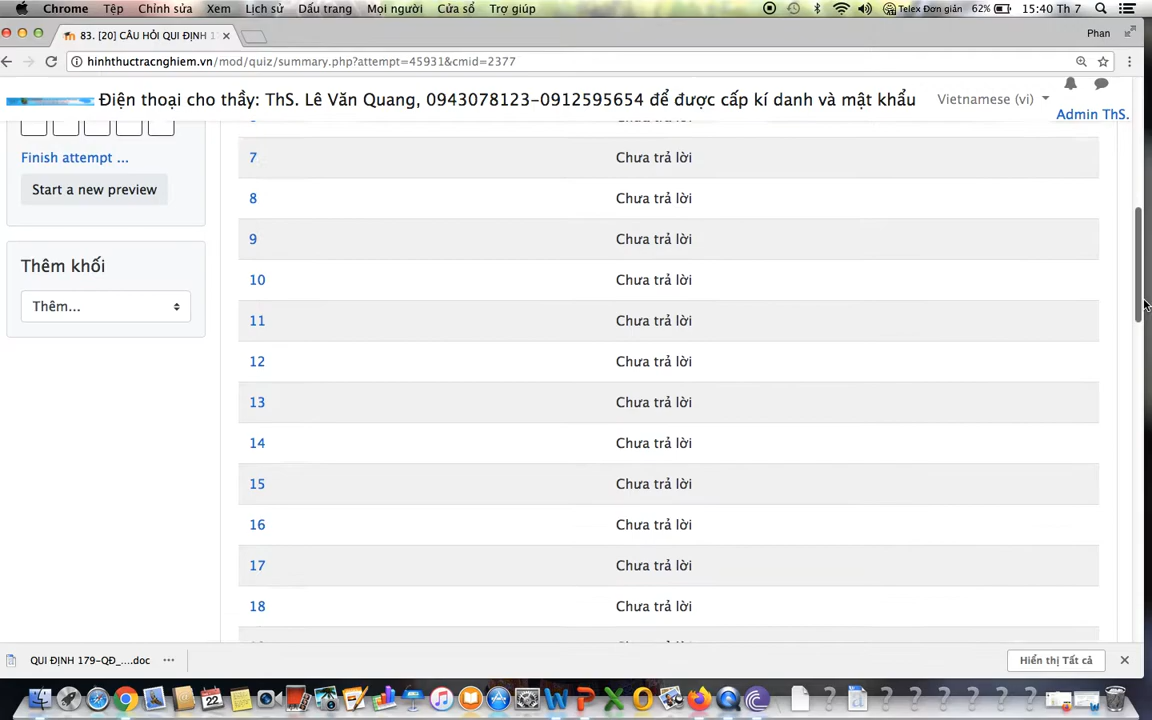 Chrome Tệp Chỉnh sửa Xem Lịch sử Dấu trang Mọi người Cửa sổ Trợ giúp Telex Đơn giản 62% 15:40 Th 7
83. [20] CÂU HỎI QUI ĐỊNH 1 Phan
hinhthuctracnghiem.vn/mod/quiz/summary.php?attempt=45931&cmid=2377
Điện thoại cho thầy: ThS. Lê Văn Quang, 0943078123-0912595654 để được cấp kí danh và mật khẩu
Vietnamese (vi)
Admin ThS.
Finish attempt ...
Start a new preview
Thêm khối
Thêm...
7 Chưa trả lời
8 Chưa trả lời
9 Chưa trả lời
10 Chưa trả lời
11 Chưa trả lời
12 Chưa trả lời
13 Chưa trả lời
14 Chưa trả lời
15 Chưa trả lời
16 Chưa trả lời
17 Chưa trả lời
18 Chưa trả lời
QUI ĐỊNH 179-QĐ_....doc
Hiển thị Tất cả
22